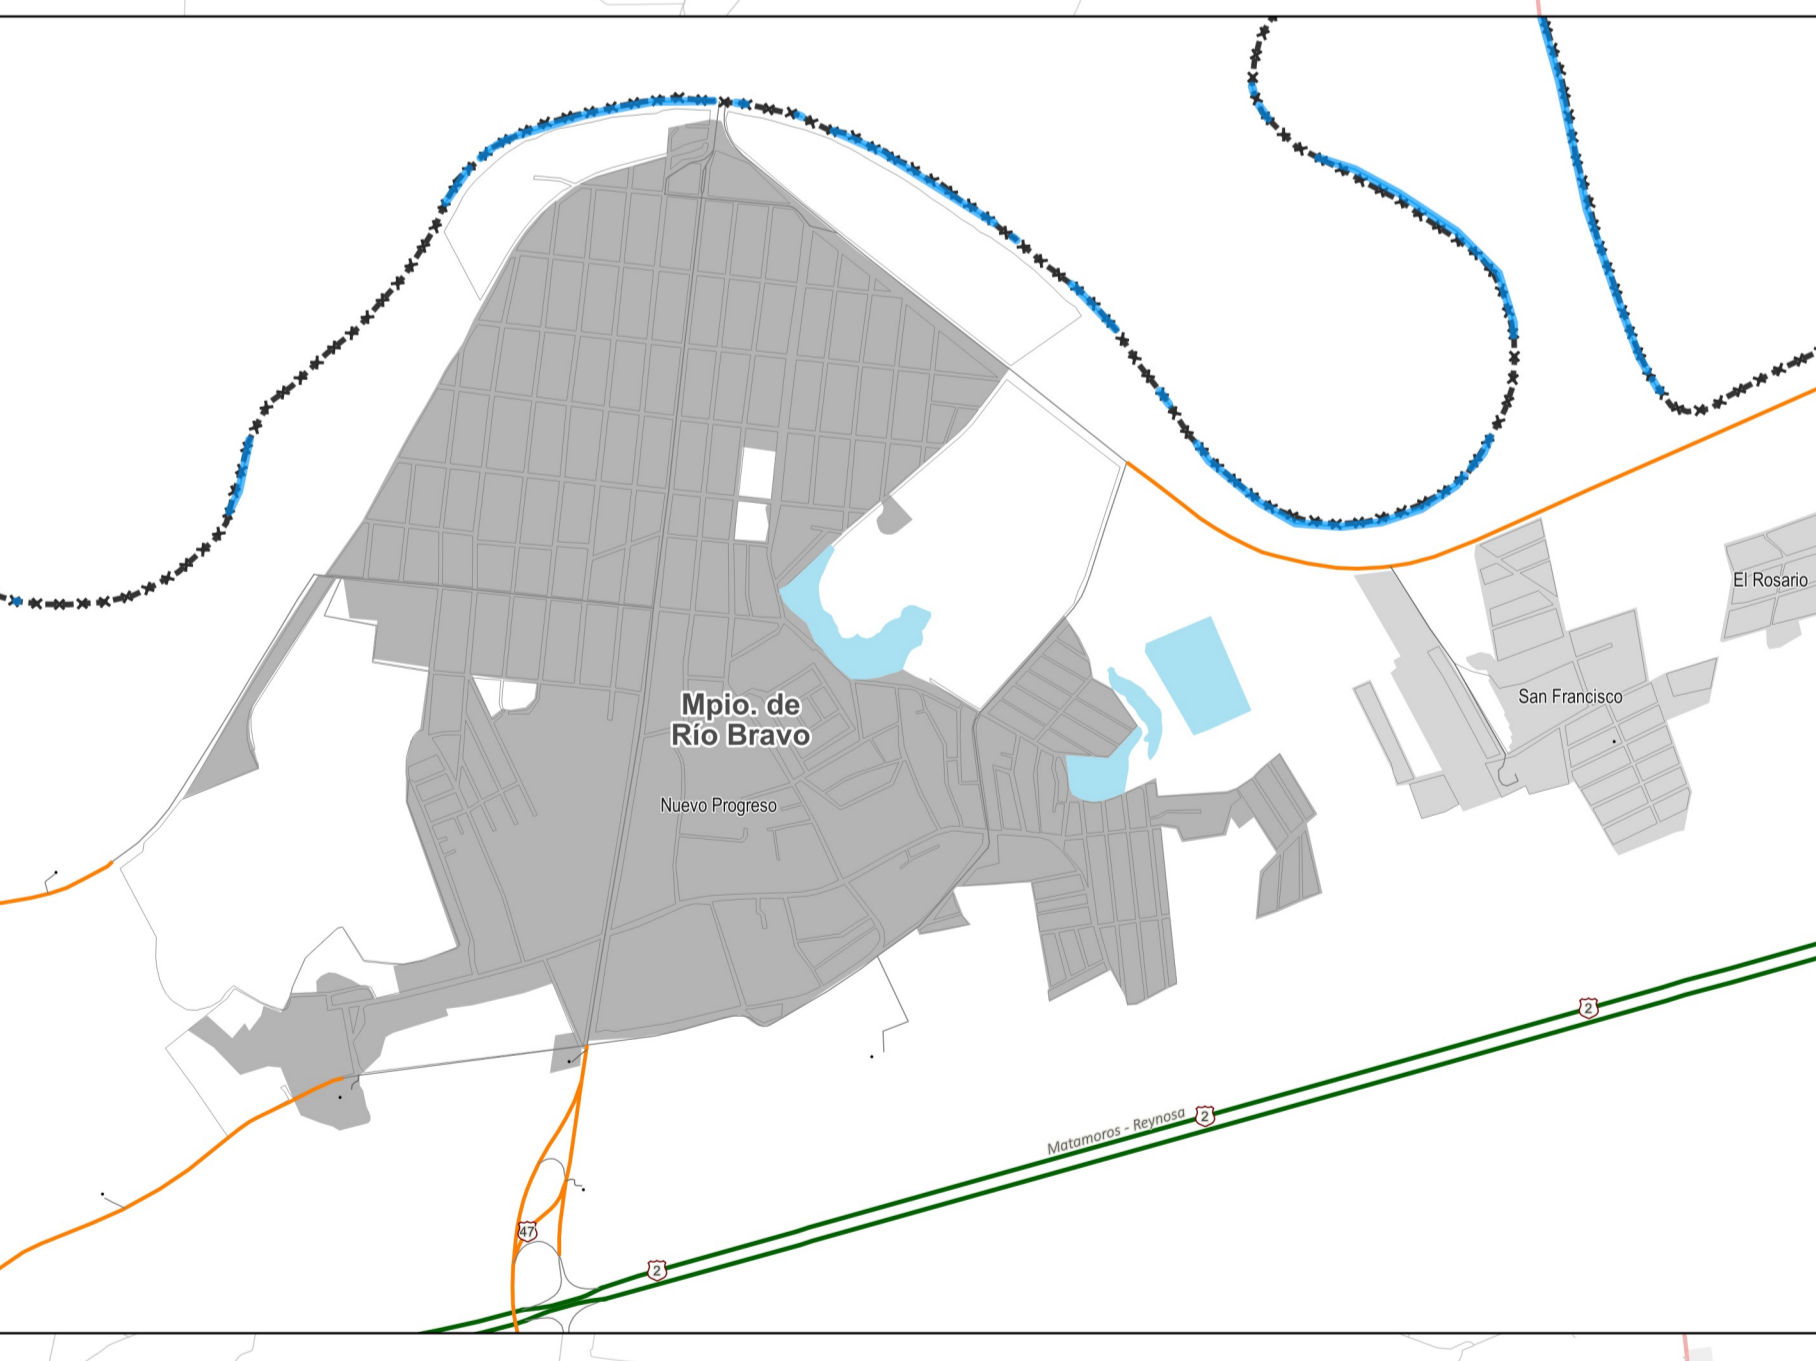 El Rosario
San Francisco
Mpio. de
Río Bravo
Nuevo Progreso
2
2
Matamoros - Reynosa
47
2